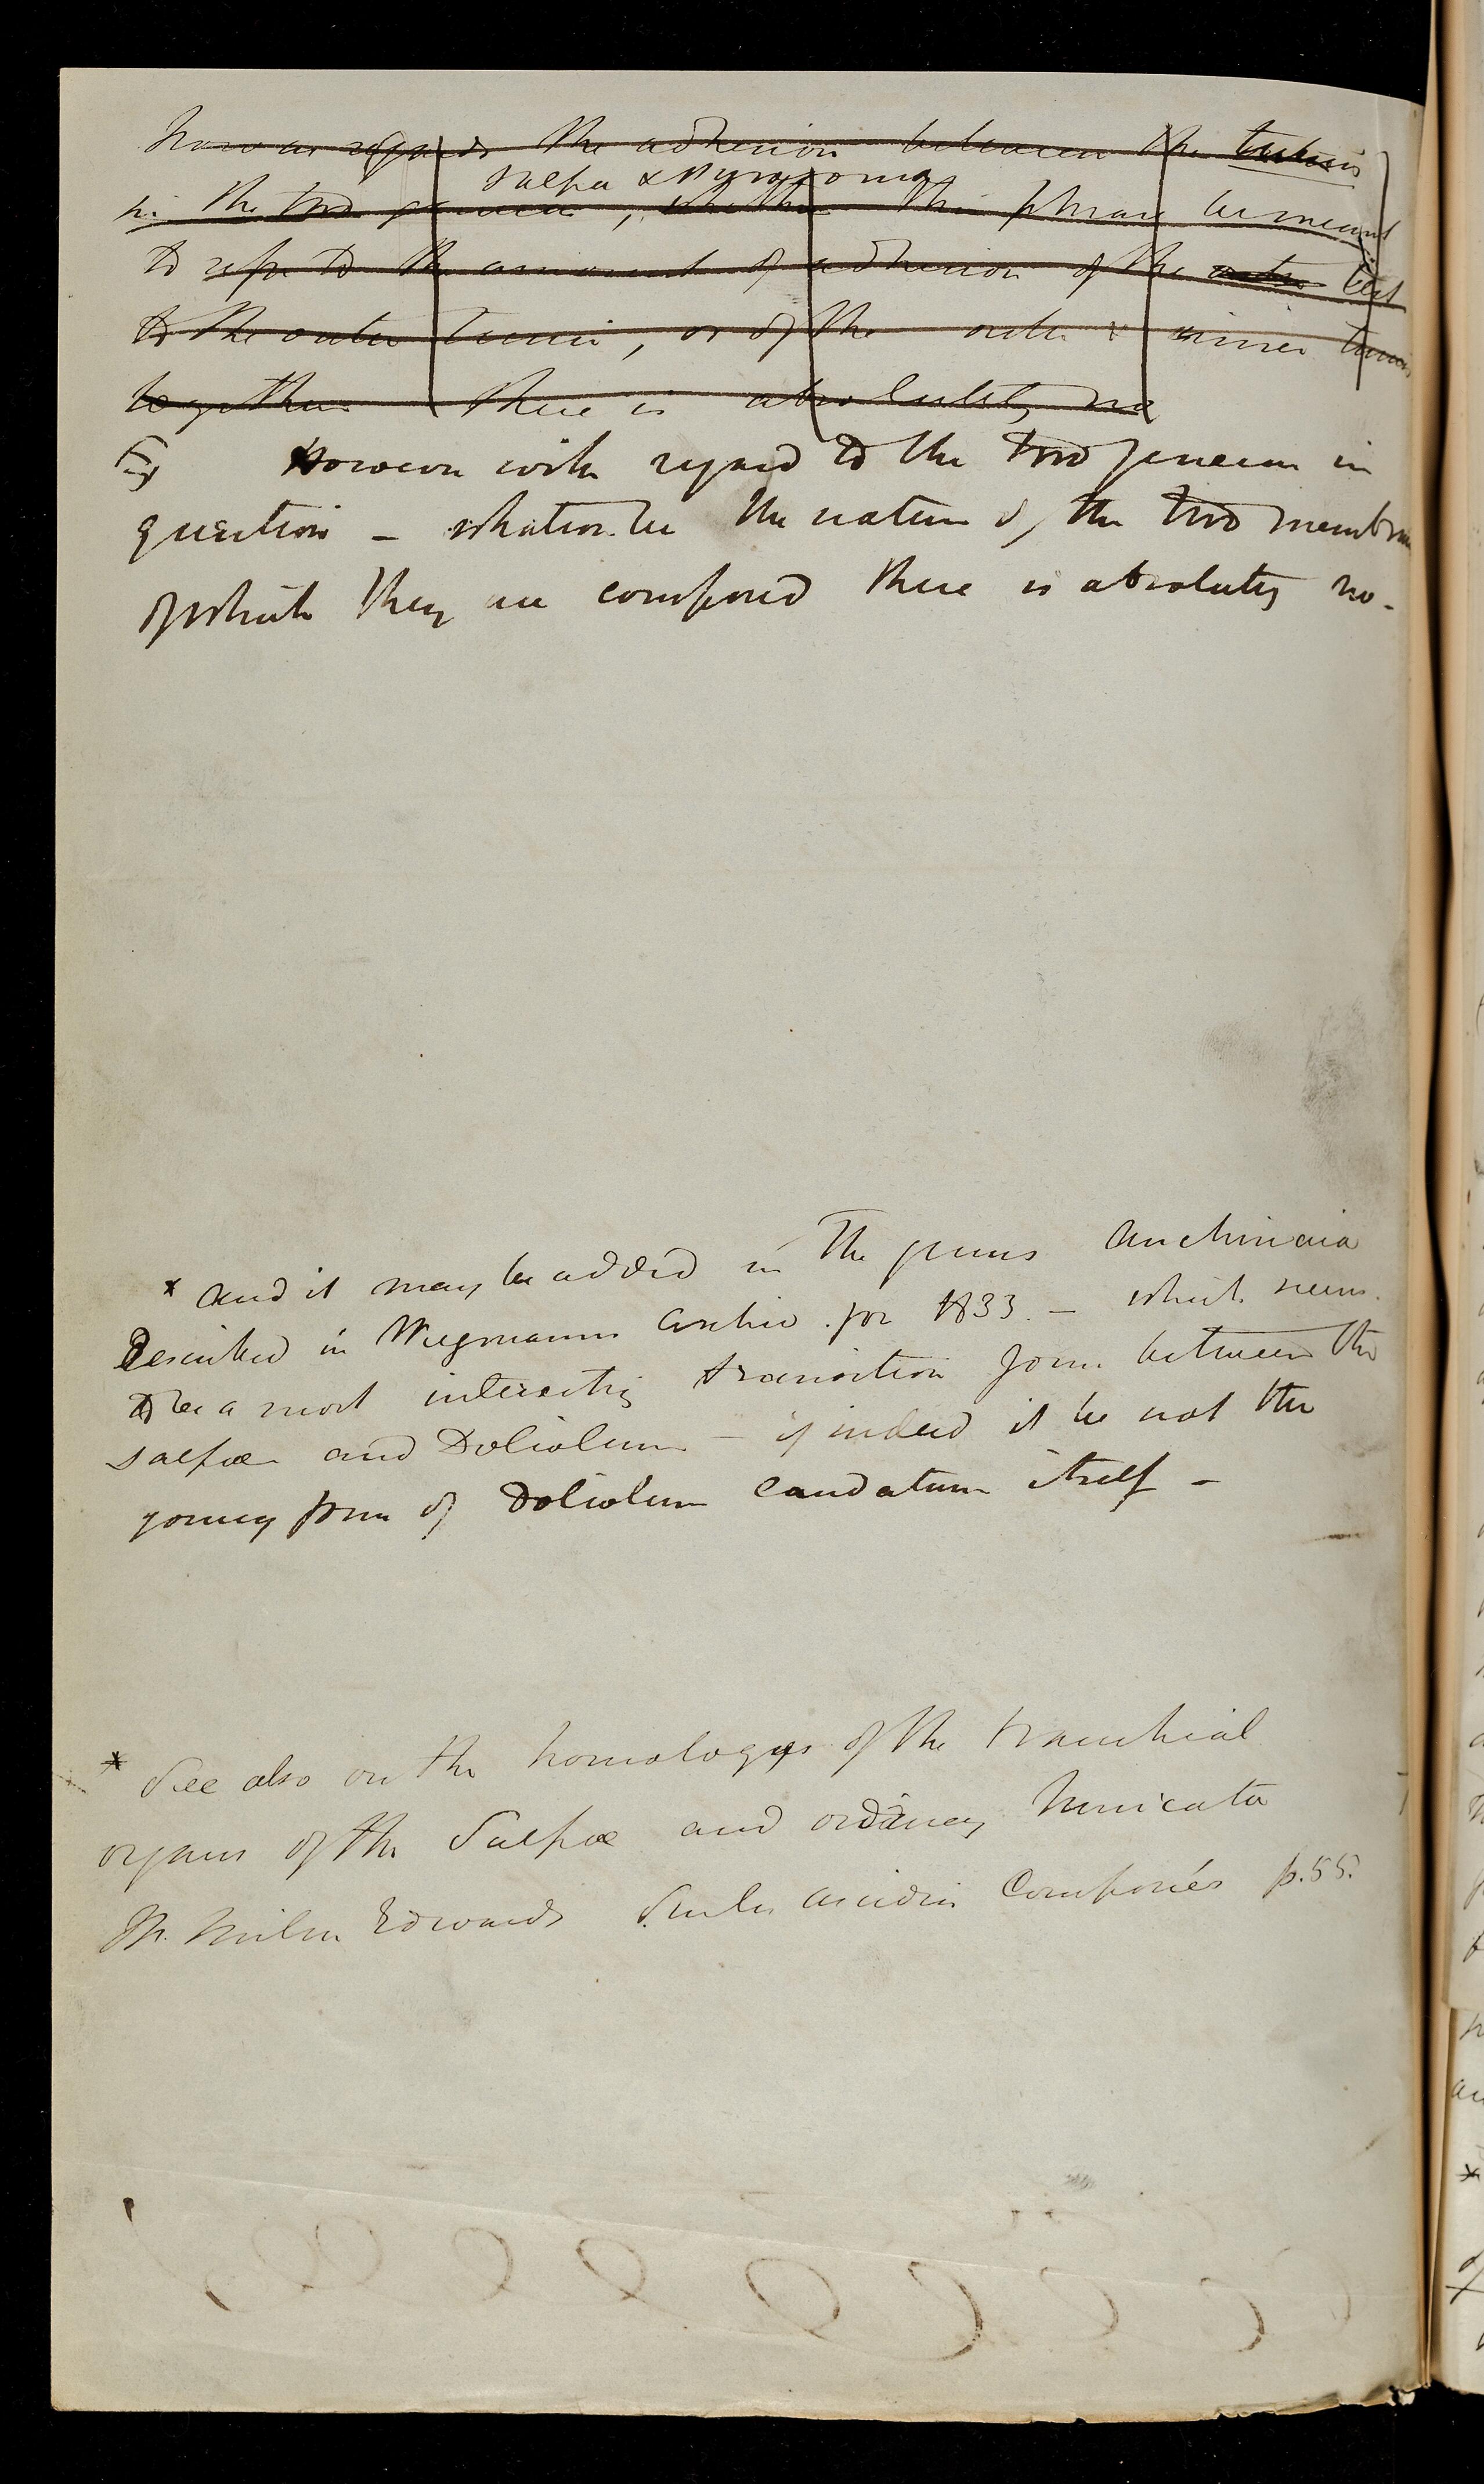 Now as regards the adhesion between the tunics
Salpa & Pyrosoma
in the two genera, whether this phrase be meant
to refer to the amount of adhesion of the outer test
to the outer tunic, or of the outer & inner tunics
together there is absolutely no
However with regard to the two genera in
question – whatever be the nature of the two membranes
of which they are composed there is absolutely no-
* and it may be added in the genus Anchinaia
described in Wiegmanns Archiv. for 1833. – which seems
to be a most interesting transition form between the
Salpæ and Doliolum – if indeed it be not the
young form of Doliolum caudatum itself –
* See also on the homologys of the branchial
organs of the Salpæ and ordinary Tunicata
M. Milne Edwards Sur les Ascidies Composées p. 55.